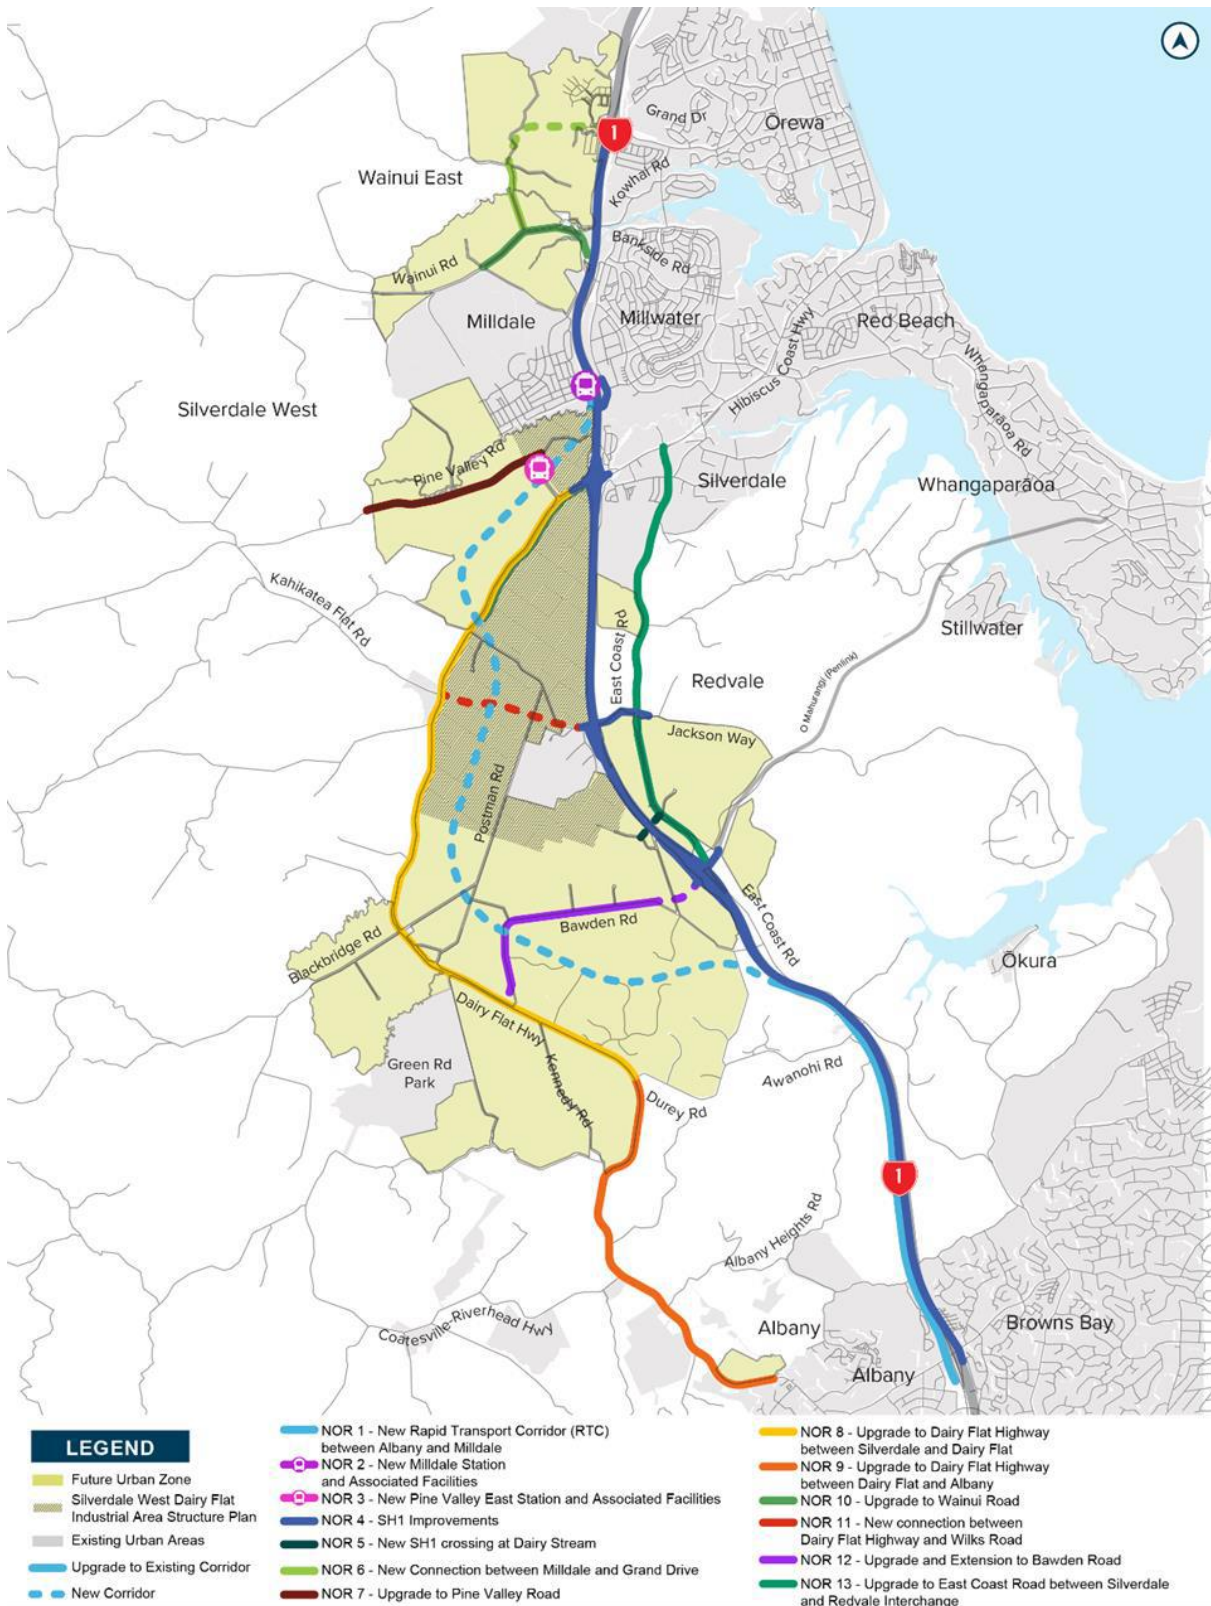 1
Grand Dr
Ōrewa
Wainui East
Kowhai Rd
Bankside Rd
Wainui Rd
Milldale
Millwater
Red Beach
Hibiscus Coast Hwy
Whangaparāoa Rd
Silverdale West
Pine Valley Rd
Silverdale
Whangaparāoa
Kahikatea Flat Rd
East Coast Rd
Stillwater
Redvale
O Mahurangi (Penlink)
Jackson Way
Postman Rd
East Coast Rd
Bawden Rd
Blackbridge Rd
Ōkura
Dairy Flat Hwy
Green Rd
Park
Kennedy Rd
Awanohi Rd
Durey Rd
1
Albany Heights Rd
Coatesville-Riverhead Hwy
Albany
Browns Bay
Albany
LEGEND
Future Urban Zone
Silverdale West Dairy Flat
Industrial Area Structure Plan
Existing Urban Areas
Upgrade to Existing Corridor
New Corridor
NOR 1 - New Rapid Transport Corridor (RTC)
between Albany and Milldale
NOR 2 - New Milldale Station
and Associated Facilities
NOR 3 - New Pine Valley East Station and Associated Facilities
NOR 4 - SH1 Improvements
NOR 5 - New SH1 crossing at Dairy Stream
NOR 6 - New Connection between Milldale and Grand Drive
NOR 7 - Upgrade to Pine Valley Road
NOR 8 - Upgrade to Dairy Flat Highway
between Silverdale and Dairy Flat
NOR 9 - Upgrade to Dairy Flat Highway
between Dairy Flat and Albany
NOR 10 - Upgrade to Wainui Road
NOR 11 - New connection between
Dairy Flat Highway and Wilks Road
NOR 12 - Upgrade and Extension to Bawden Road
NOR 13 - Upgrade to East Coast Road between Silverdale
and Redvale Interchange